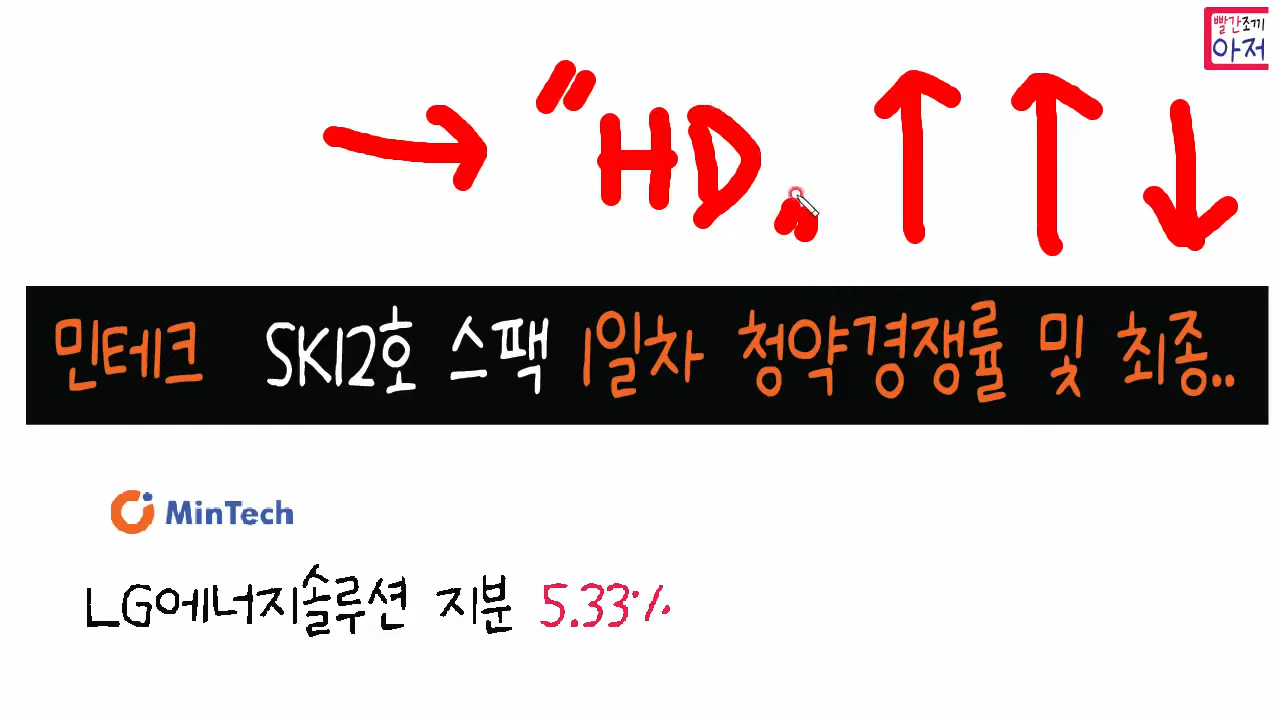 빨간조끼
아저
→ "HD" ↑ ↑ ↓
민테크 SK12호 스팩 1일차 청약경쟁률 및 최종..
MinTech
LG에너지솔루션 지분 5.33%